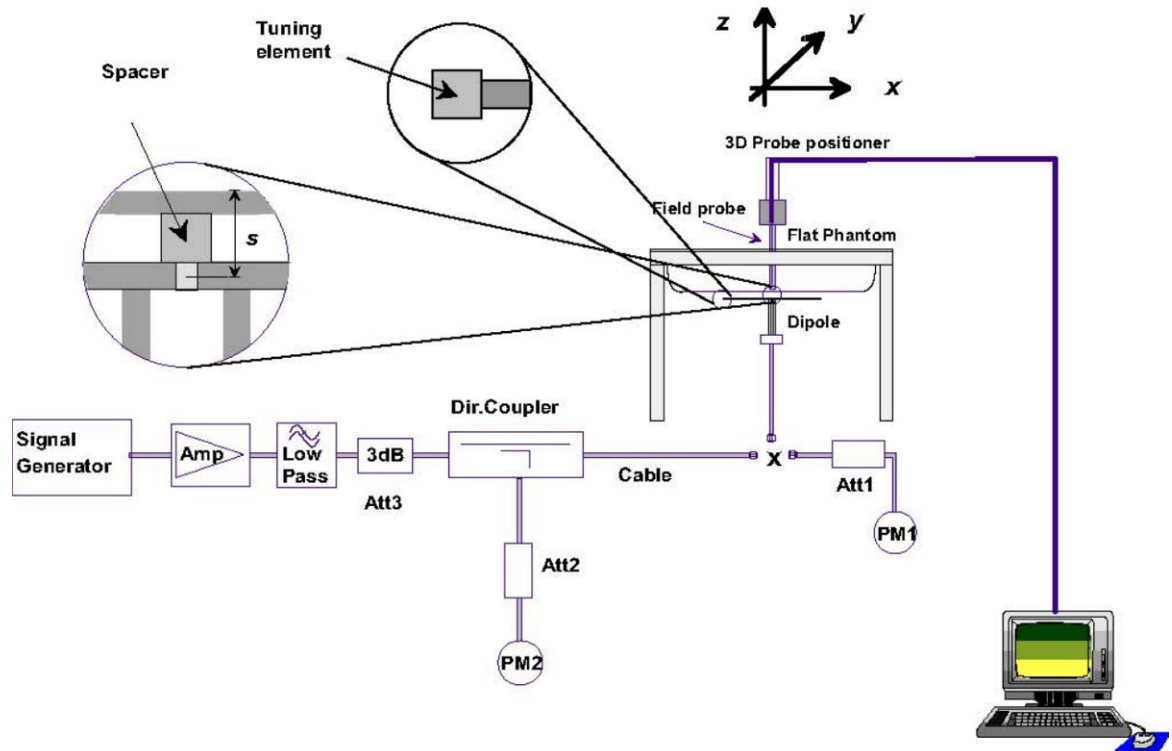 Tuning
element
Spacer
z
y
x
3D Probe positioner
s
Field probe
Flat Phantom
Dipole
Dir.Coupler
Signal
Generator
Amp
Low
Pass
3dB
Att3
Cable
x
Att1
PM1
Att2
PM2